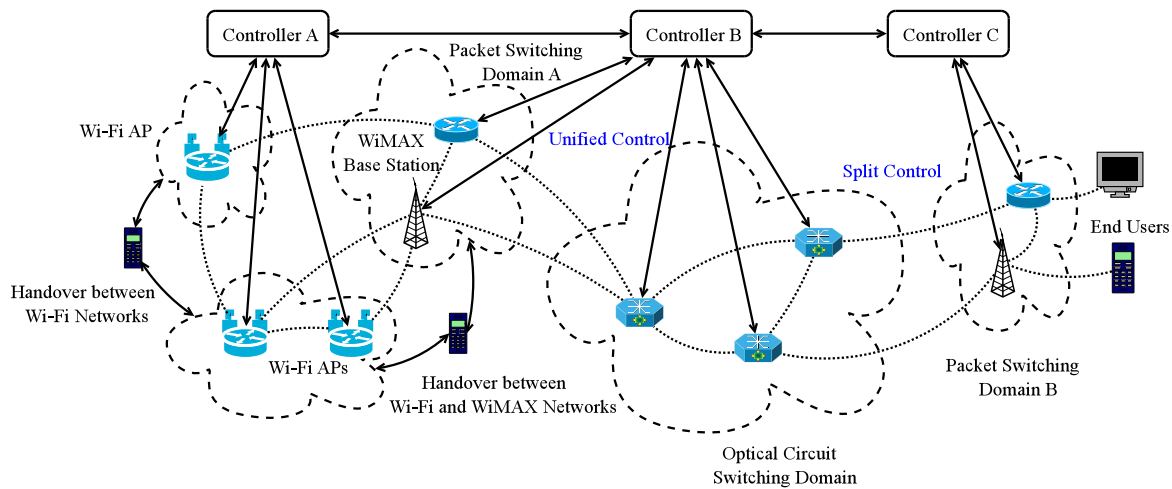 Controller A
Controller B
Controller C
Packet Switching
Domain A
Wi-Fi AP
WiMAX
Base Station
Unified Control
Split Control
End Users
Handover between
Wi-Fi Networks
Wi-Fi APs
Handover between
Wi-Fi and WiMAX Networks
Packet Switching
Domain B
Optical Circuit
Switching Domain